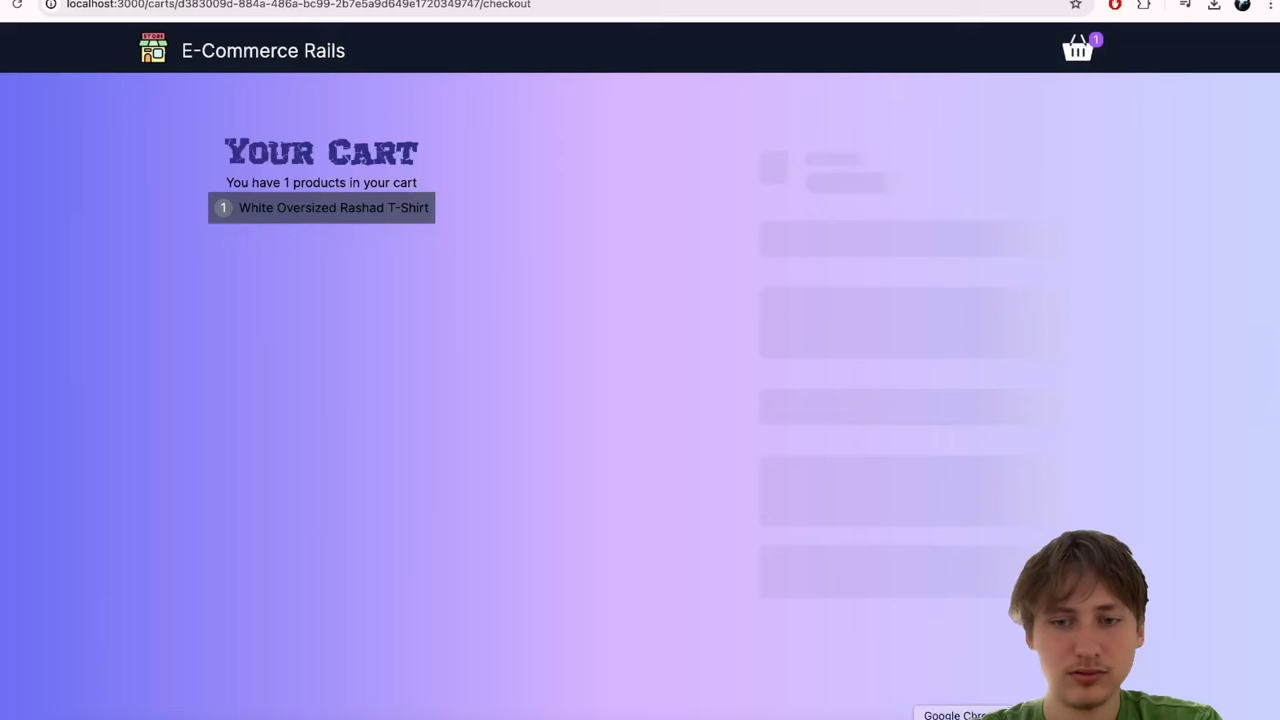 localhost:3000/carts/d383009d-884a-486a-bc99-2b7e5a9d649e1720349747/checkout
STORE
E-Commerce Rails
1
Your Cart
You have 1 products in your cart
1 White Oversized Rashad T-Shirt
Google